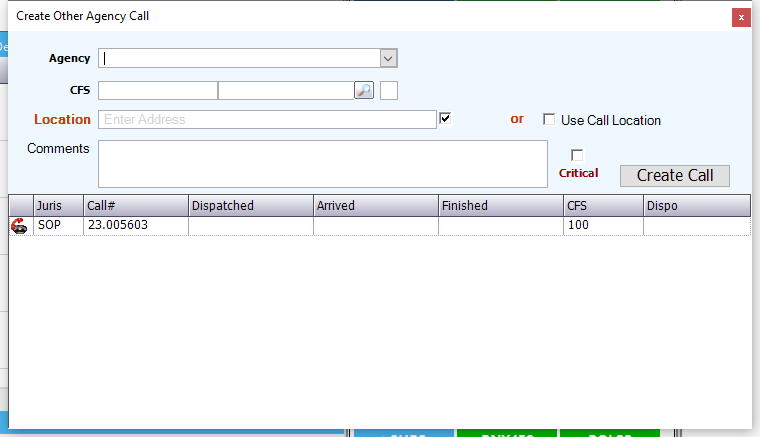 Create Other Agency Call
x
De
Agency
CFS
Location Enter Address or Use Call Location
Comments
Critical Create Call
Juris Call# Dispatched Arrived Finished CFS Dispo
SOP 23.005603 100